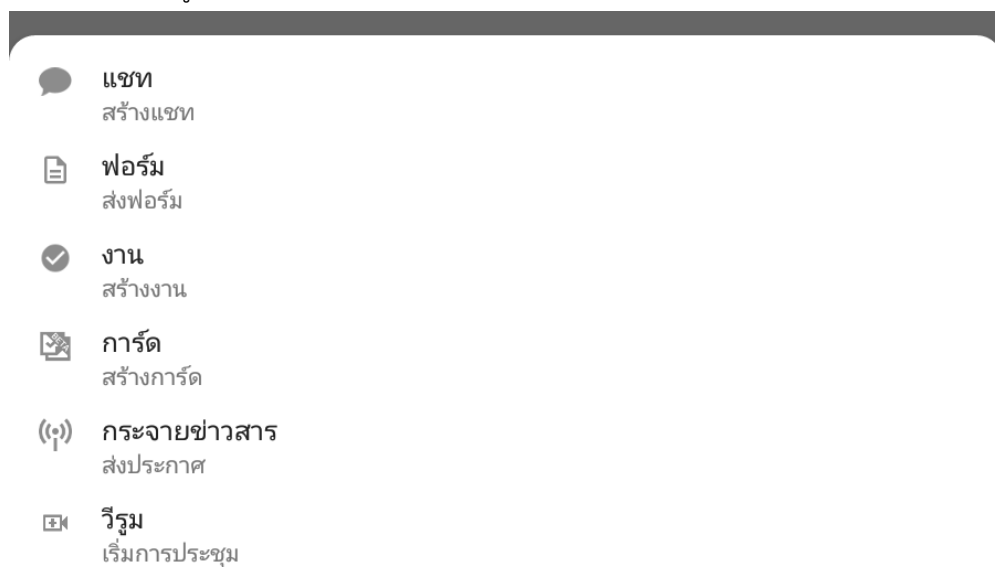 แชท
สร้างแชท
ฟอร์ม
ส่งฟอร์ม
งาน
สร้างงาน
การ์ด
สร้างการ์ด
กระจายข่าวสาร
ส่งประกาศ
วีรูม
เริ่มการประชุม